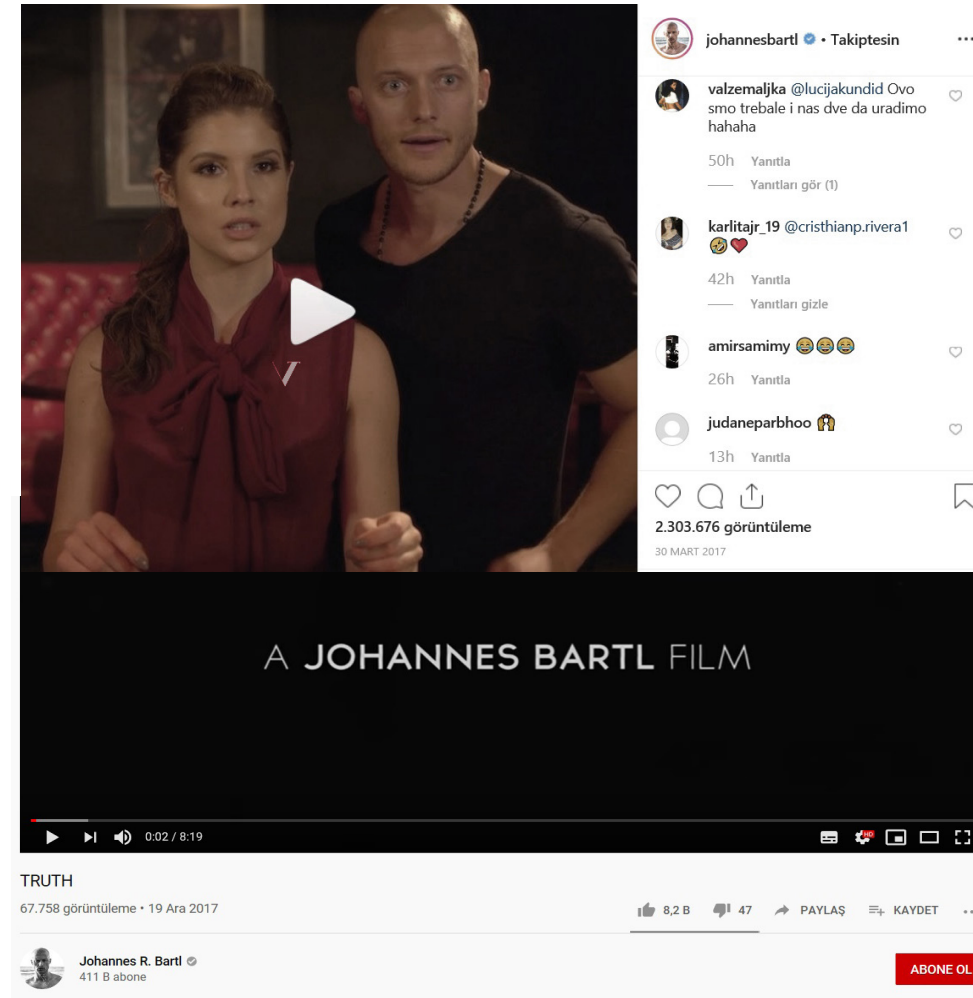 johannesbartl • Takiptesin
valzemaljka @lucijakundid Ovo
smo trebale i nas dve da uradimo
hahaha
50h Yanıtla
Yanıtları gör (1)
karlitajr_19 @cristhianp.rivera1
🤣❤️
42h Yanıtla
Yanıtları gizle
amirsamimy 😂😂😂
26h Yanıtla
judaneparbhoo 🙌
13h Yanıtla
2.303.676 görüntüleme
30 MART 2017
V
A JOHANNES BARTL FILM
0:02 / 8:19
HD
TRUTH
67.758 görüntüleme • 19 Ara 2017
8,2 B 47 PAYLAŞ KAYDET
Johannes R. Bartl
411 B abone
ABONE OL